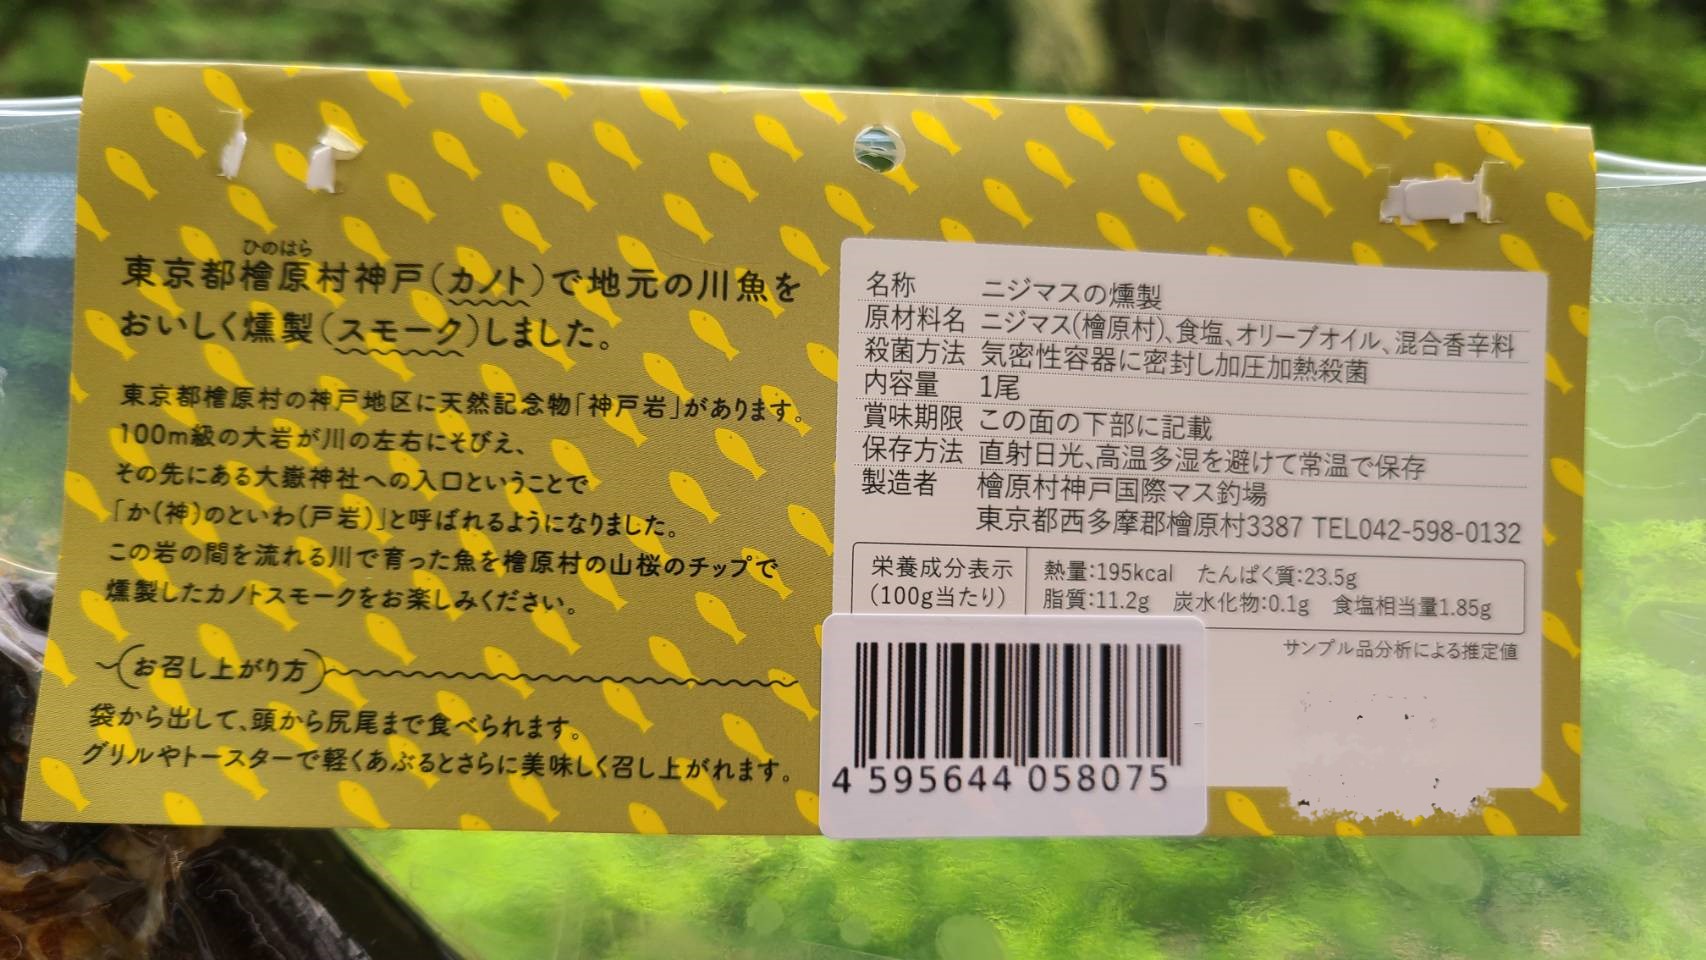 ひのはら
東京都檜原村神戸(カノト)で地元の川魚を
おいしく燻製(スモーク)しました。
東京都檜原村の神戸地区に天然記念物「神戸岩」があります。
100m級の大岩が川の左右にそびえ、
その先にある大嶽神社への入口ということで
「か(神)のといわ(戸岩)」と呼ばれるようになりました。
この岩の間を流れる川で育った魚を檜原村の山桜のチップで
燻製したカノトスモークをお楽しみください。
お召し上がり方
袋から出して、頭から尻尾まで食べられます。
グリルやトースターで軽くあぶるとさらに美味しく召し上がれます。
名称 ニジマスの燻製
原材料名 ニジマス(檜原村)、食塩、オリーブオイル、混合香辛料
殺菌方法 気密性容器に密封し加圧加熱殺菌
内容量 1尾
賞味期限 この面の下部に記載
保存方法 直射日光、高温多湿を避けて常温で保存
製造者 檜原村神戸国際マス釣場
東京都西多摩郡檜原村3387 TEL042-598-0132
栄養成分表示 熱量:195kcal たんぱく質:23.5g
(100g当たり) 脂質:11.2g 炭水化物:0.1g 食塩相当量1.85g
サンプル品分析による推定値
4 595644 058075